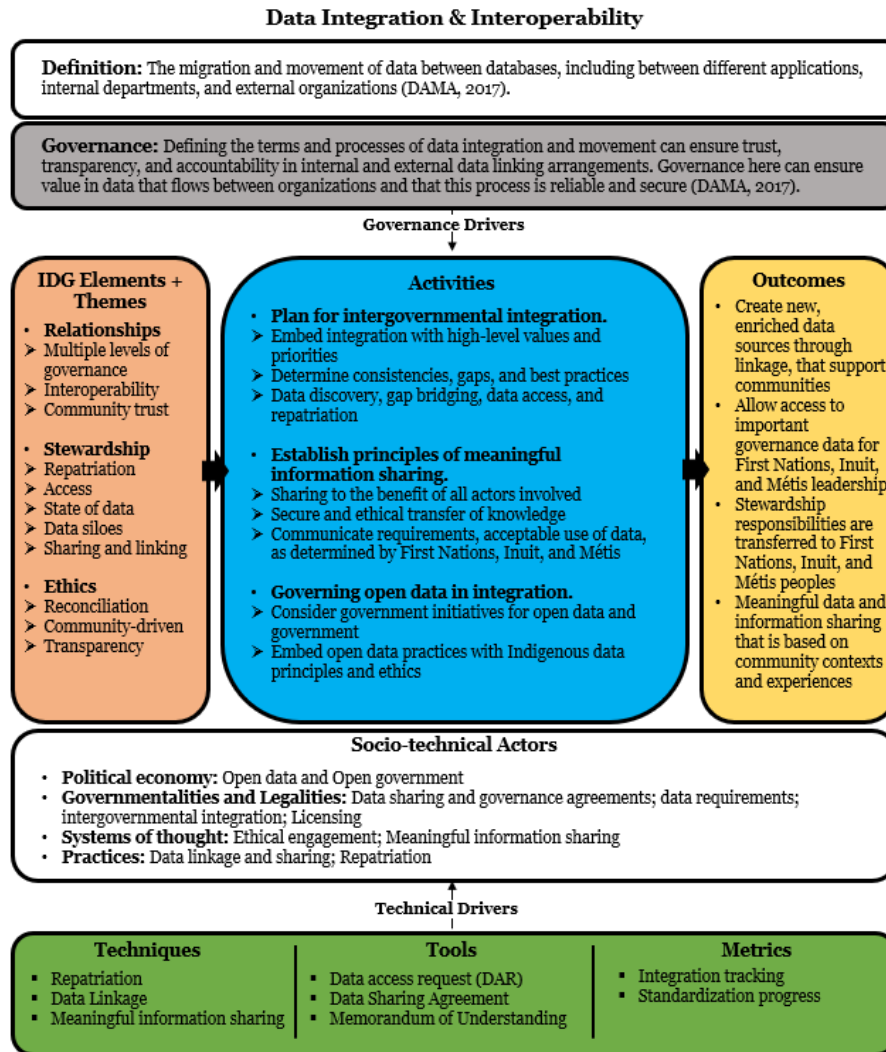 Data Integration & Interoperability
Definition: The migration and movement of data between databases, including between different applications,
internal departments, and external organizations (DAMA, 2017).
Governance: Defining the terms and processes of data integration and movement can ensure trust,
transparency, and accountability in internal and external data linking arrangements. Governance here can ensure
value in data that flows between organizations and that this process is reliable and secure (DAMA, 2017).
Governance Drivers
IDG Elements +
Themes
• Relationships
➢ Multiple levels of
governance
➢ Interoperability
➢ Community trust
• Stewardship
➢ Repatriation
➢ Access
➢ State of data
➢ Data siloes
➢ Sharing and linking
• Ethics
➢ Reconciliation
➢ Community-driven
➢ Transparency
Activities
• Plan for intergovernmental integration.
➢ Embed integration with high-level values and
priorities
➢ Determine consistencies, gaps, and best practices
➢ Data discovery, gap bridging, data access, and
repatriation
• Establish principles of meaningful
information sharing.
➢ Sharing to the benefit of all actors involved
➢ Secure and ethical transfer of knowledge
➢ Communicate requirements, acceptable use of data,
as determined by First Nations, Inuit, and Métis
• Governing open data in integration.
➢ Consider government initiatives for open data and
government
➢ Embed open data practices with Indigenous data
principles and ethics
Outcomes
• Create new,
enriched data
sources through
linkage, that support
communities
• Allow access to
important
governance data for
First Nations, Inuit,
and Métis leadership
• Stewardship
responsibilities are
transferred to First
Nations, Inuit, and
Métis peoples
• Meaningful data and
information sharing
that is based on
community contexts
and experiences
Socio-technical Actors
• Political economy: Open data and Open government
• Governmentalities and Legalities: Data sharing and governance agreements; data requirements;
intergovernmental integration; Licensing
• Systems of thought: Ethical engagement; Meaningful information sharing
• Practices: Data linkage and sharing; Repatriation
Technical Drivers
Techniques
▪ Repatriation
▪ Data Linkage
▪ Meaningful information sharing
Tools
▪ Data access request (DAR)
▪ Data Sharing Agreement
▪ Memorandum of Understanding
Metrics
▪ Integration tracking
▪ Standardization progress